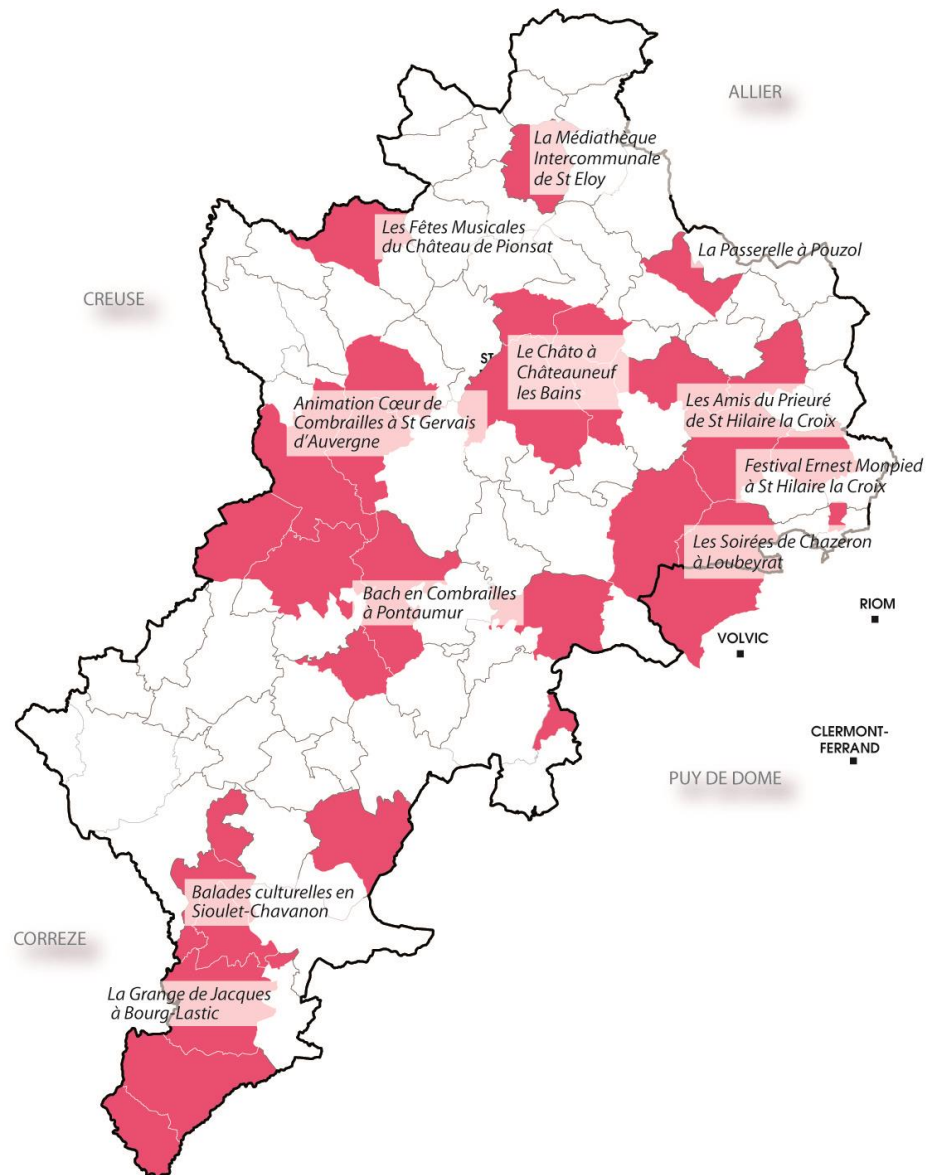 ALLIER
La Médiathèque
Intercommunale
de St Eloy
Les Fêtes Musicales
du Château de Pionsat
La Passerelle à Pouzol
CREUSE
ST
Le Châto à
Châteauneuf
les Bains
Animation Cœur de
Combrailles à St Gervais
d'Auvergne
Les Amis du Prieuré
de St Hilaire la Croix
Festival Ernest Monpied
à St Hilaire la Croix
Les Soirées de Chazeron
à Loubeyrat
Bach en Combrailles
à Pontaumur
RIOM
VOLVIC
CLERMONT-
FERRAND
PUY DE DOME
Balades culturelles en
Sioulet-Chavanon
CORREZE
La Grange de Jacques
à Bourg-Lastic